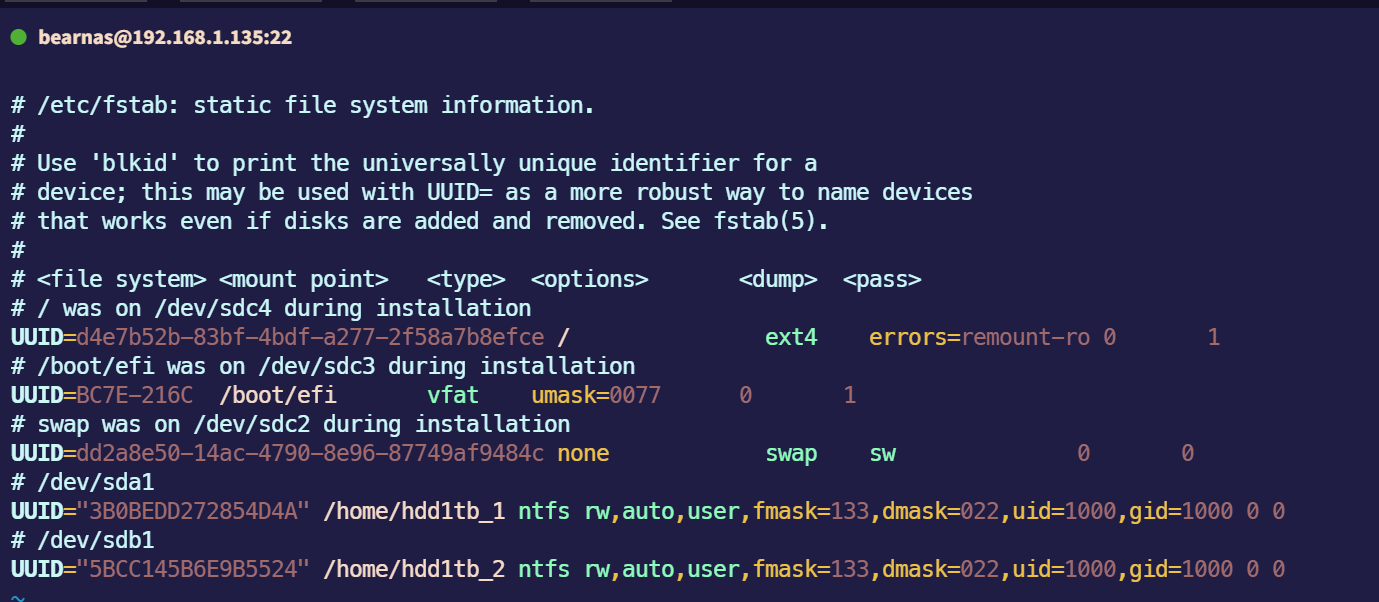 bearnas@192.168.1.135:22
# /etc/fstab: static file system information.
#
# Use 'blkid' to print the universally unique identifier for a
# device; this may be used with UUID= as a more robust way to name devices
# that works even if disks are added and removed. See fstab(5).
#
# <file system> <mount point>   <type>  <options>       <dump>  <pass>
# / was on /dev/sdc4 during installation
UUID=d4e7b52b-83bf-4bdf-a277-2f58a7b8efce /               ext4    errors=remount-ro 0       1
# /boot/efi was on /dev/sdc3 during installation
UUID=BC7E-216C  /boot/efi       vfat    umask=0077      0       1
# swap was on /dev/sdc2 during installation
UUID=dd2a8e50-14ac-4790-8e96-87749af9484c none            swap    sw              0       0
# /dev/sda1
UUID="3B0BEDD272854D4A" /home/hdd1tb_1 ntfs rw,auto,user,fmask=133,dmask=022,uid=1000,gid=1000 0 0
# /dev/sdb1
UUID="5BCC145B6E9B5524" /home/hdd1tb_2 ntfs rw,auto,user,fmask=133,dmask=022,uid=1000,gid=1000 0 0
~